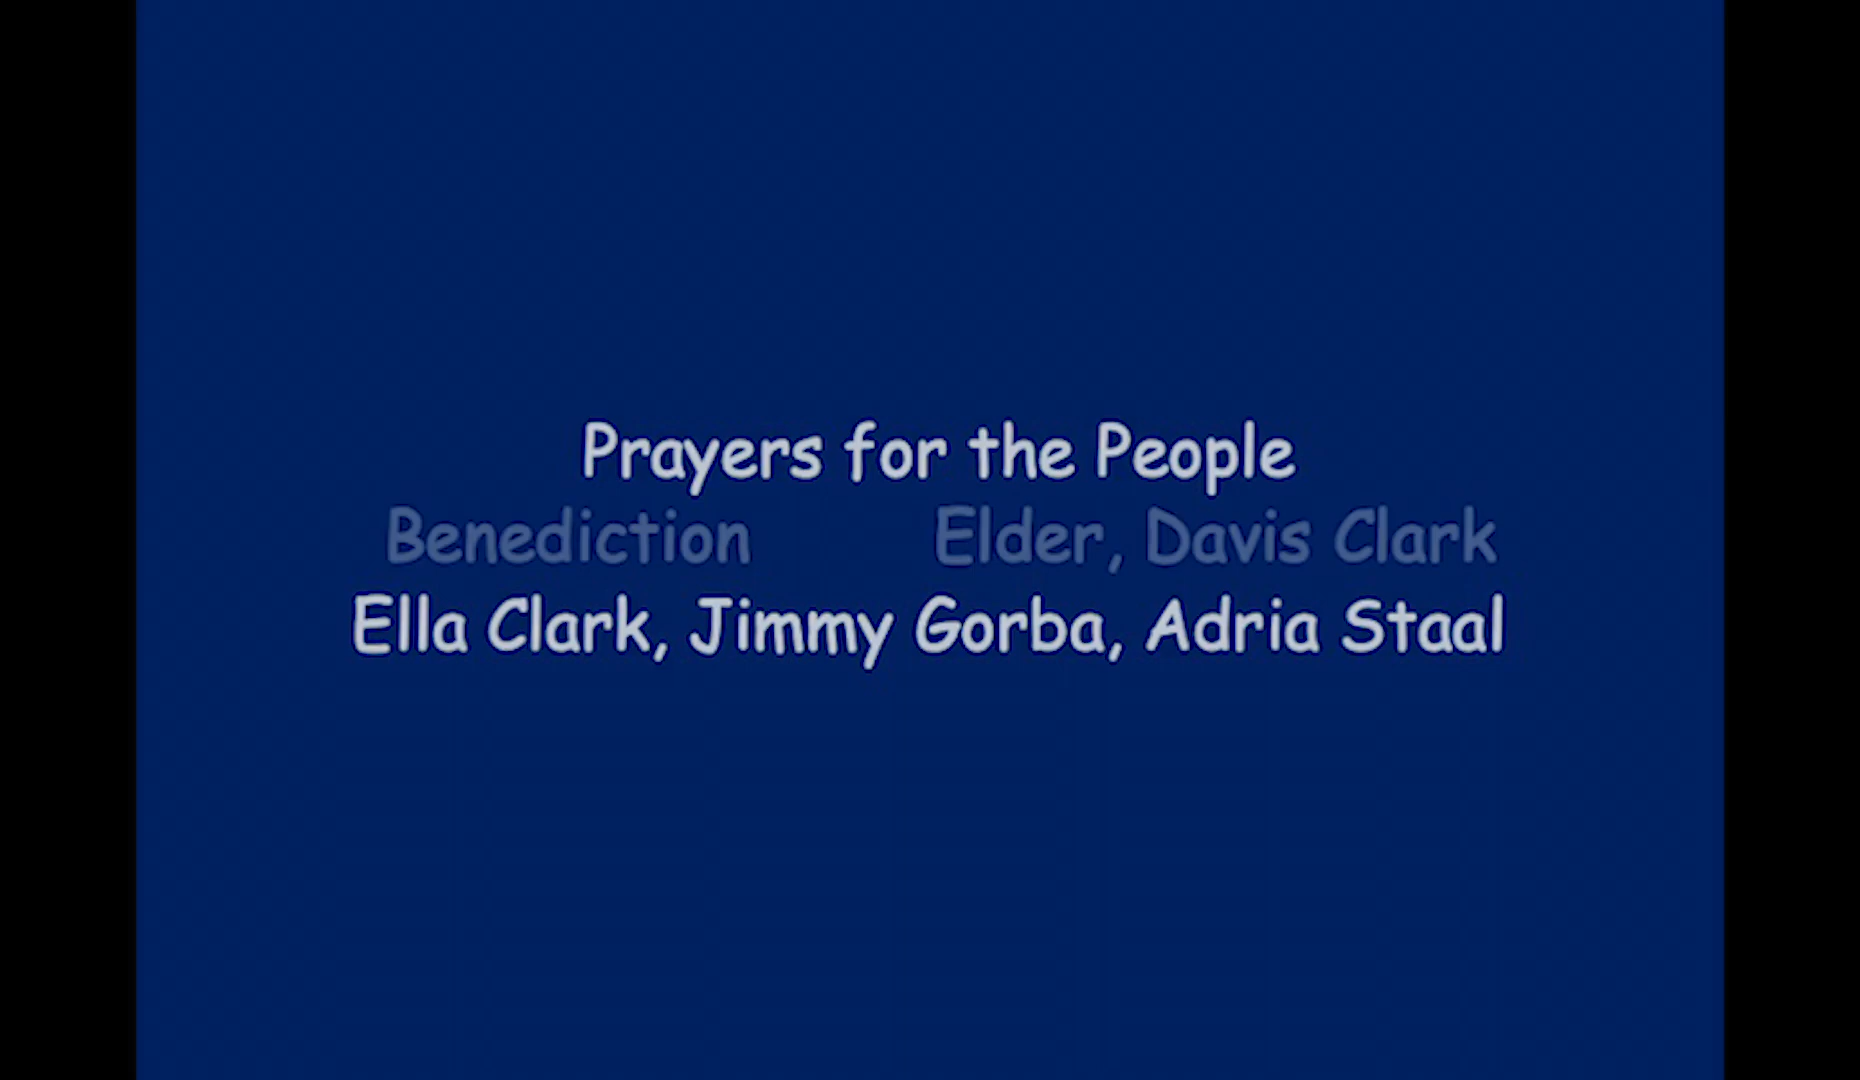 Prayers for the People
Benediction Elder, Davis Clark
Ella Clark, Jimmy Gorba, Adria Staal